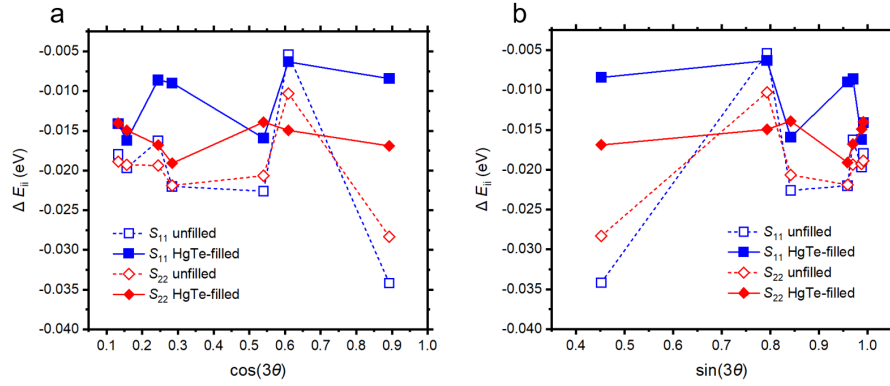 a
b
-0.005
-0.010
-0.015
-0.020
-0.025
-0.030
-0.035
-0.040
Δ Eii (eV)
S11 unfilled
S11 HgTe-filled
S22 unfilled
S22 HgTe-filled
0.1 0.2 0.3 0.4 0.5 0.6 0.7 0.8 0.9 1.0
cos(3θ)
-0.005
-0.010
-0.015
-0.020
-0.025
-0.030
-0.035
-0.040
Δ Eii (eV)
S11 unfilled
S11 HgTe-filled
S22 unfilled
S22 HgTe-filled
0.4 0.5 0.6 0.7 0.8 0.9 1.0
sin(3θ)